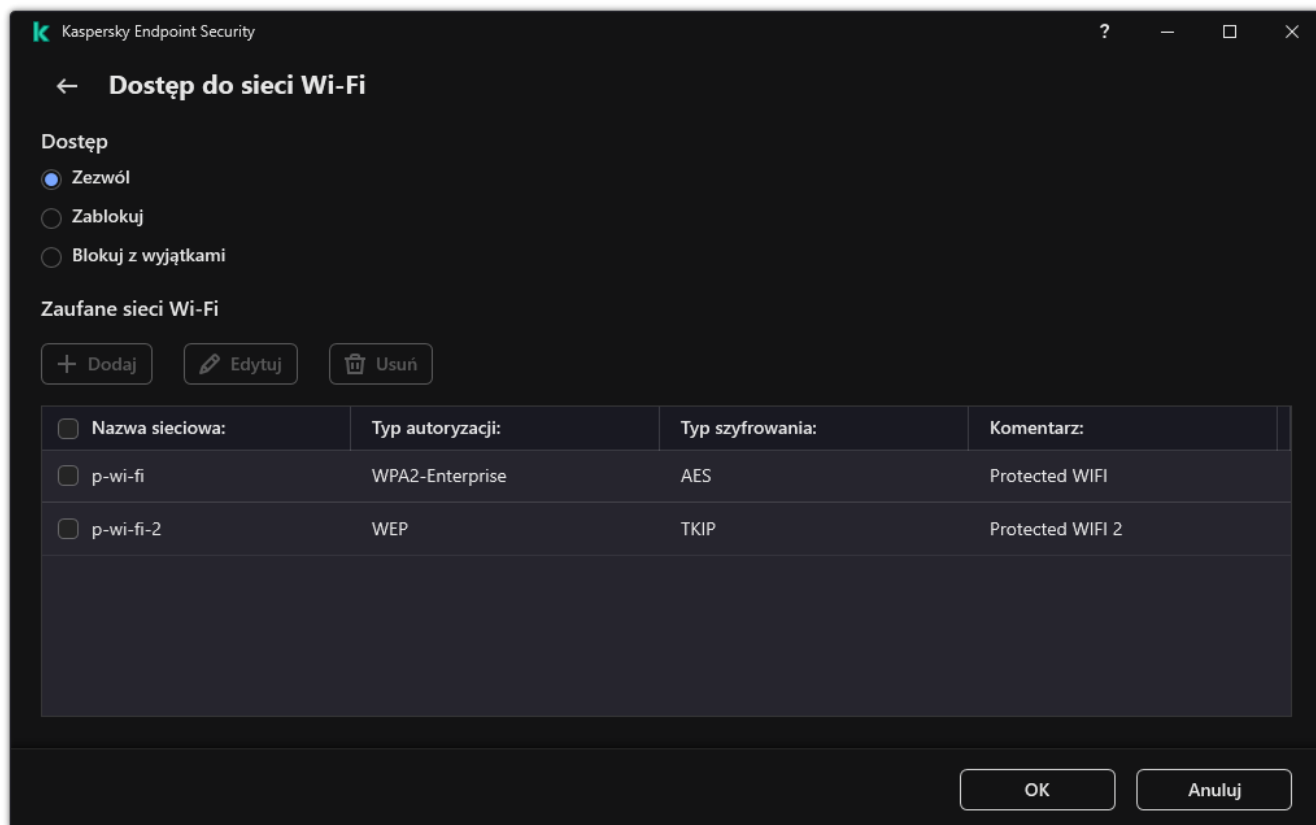 Kaspersky Endpoint Security ?
Dostęp do sieci Wi-Fi
Dostęp
Zezwól
Zablokuj
Blokuj z wyjątkami
Zaufane sieci Wi-Fi
Dodaj Edytuj Usuń
Nazwa sieciowa: Typ autoryzacji: Typ szyfrowania: Komentarz:
p-wi-fi WPA2-Enterprise AES Protected WIFI
p-wi-fi-2 WEP TKIP Protected WIFI 2
OK Anuluj